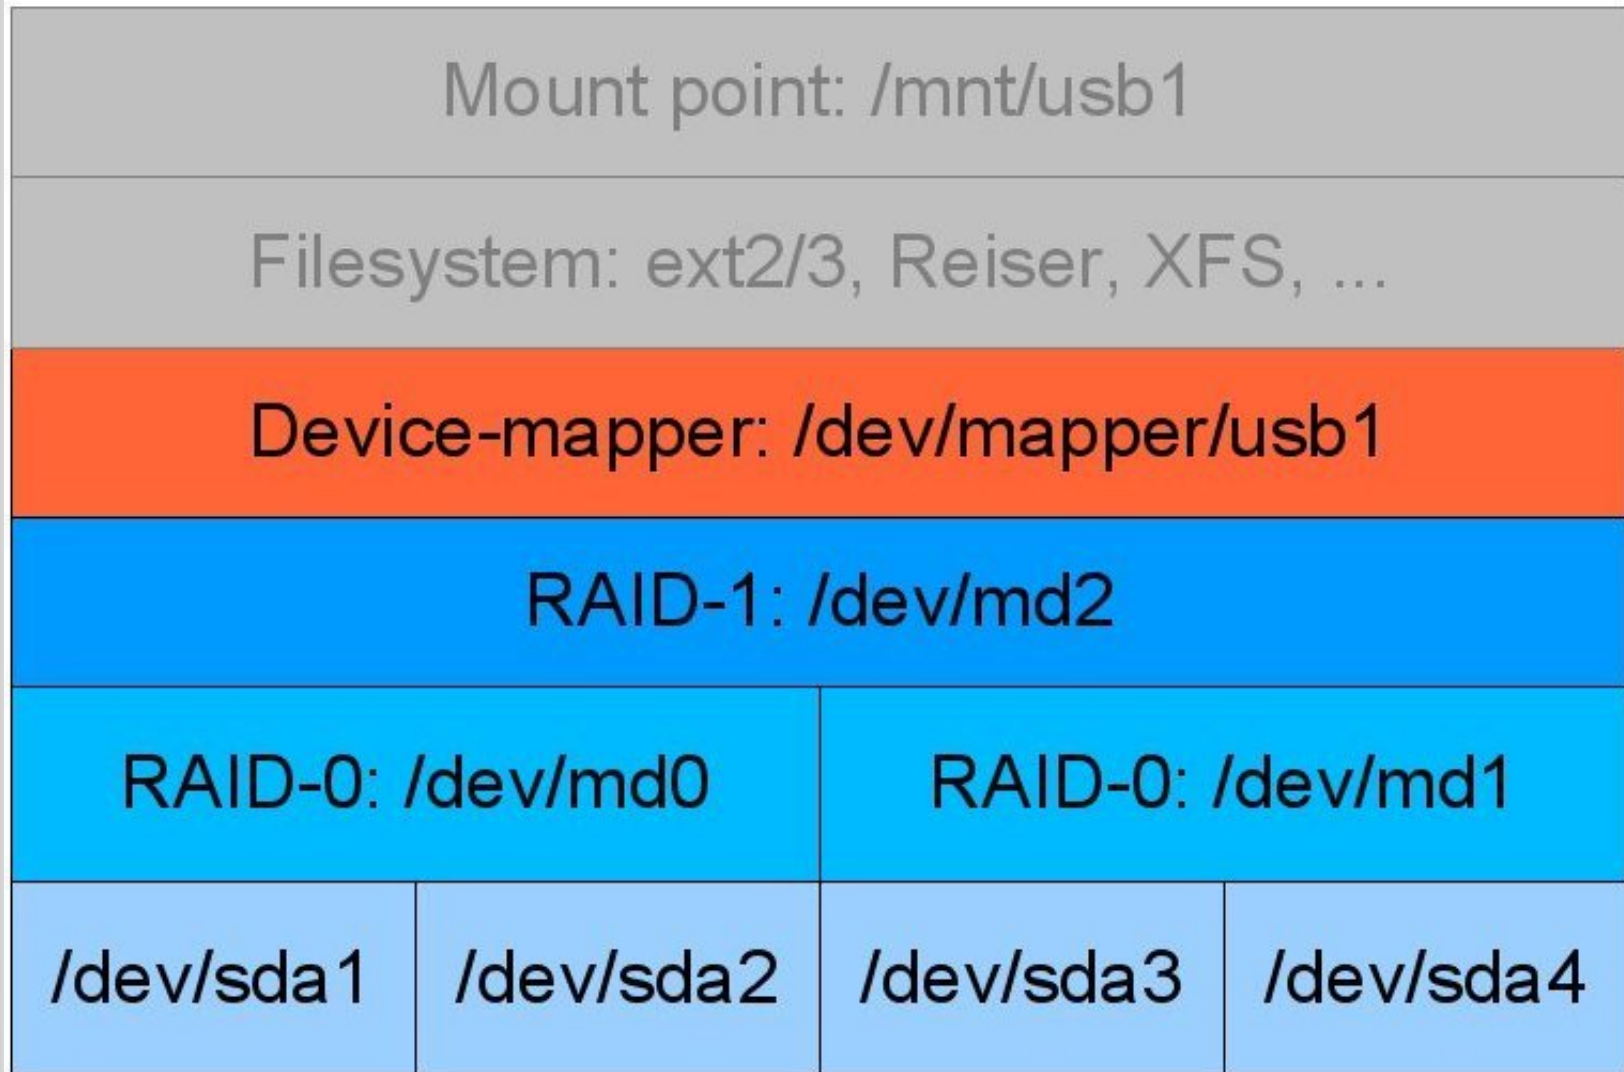 Mount point: /mnt/usb1
Filesystem: ext2/3, Reiser, XFS, ...
Device-mapper: /dev/mapper/usb1
RAID-1: /dev/md2
RAID-0: /dev/md0
RAID-0: /dev/md1
/dev/sda1
/dev/sda2
/dev/sda3
/dev/sda4